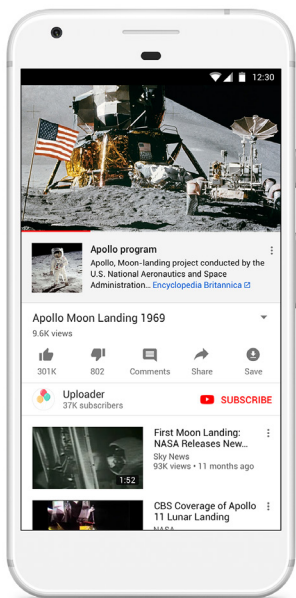 12:30
Apollo program
Apollo, Moon-landing project conducted by the
U.S. National Aeronautics and Space
Administration... Encyclopedia Britannica
Apollo Moon Landing 1969
9.6K views
301K
802
Comments
Share
Save
Uploader
37K subscribers
SUBSCRIBE
First Moon Landing:
NASA Releases New...
Sky News
93K views • 11 months ago
1:52
CBS Coverage of Apollo
11 Lunar Landing
NASA